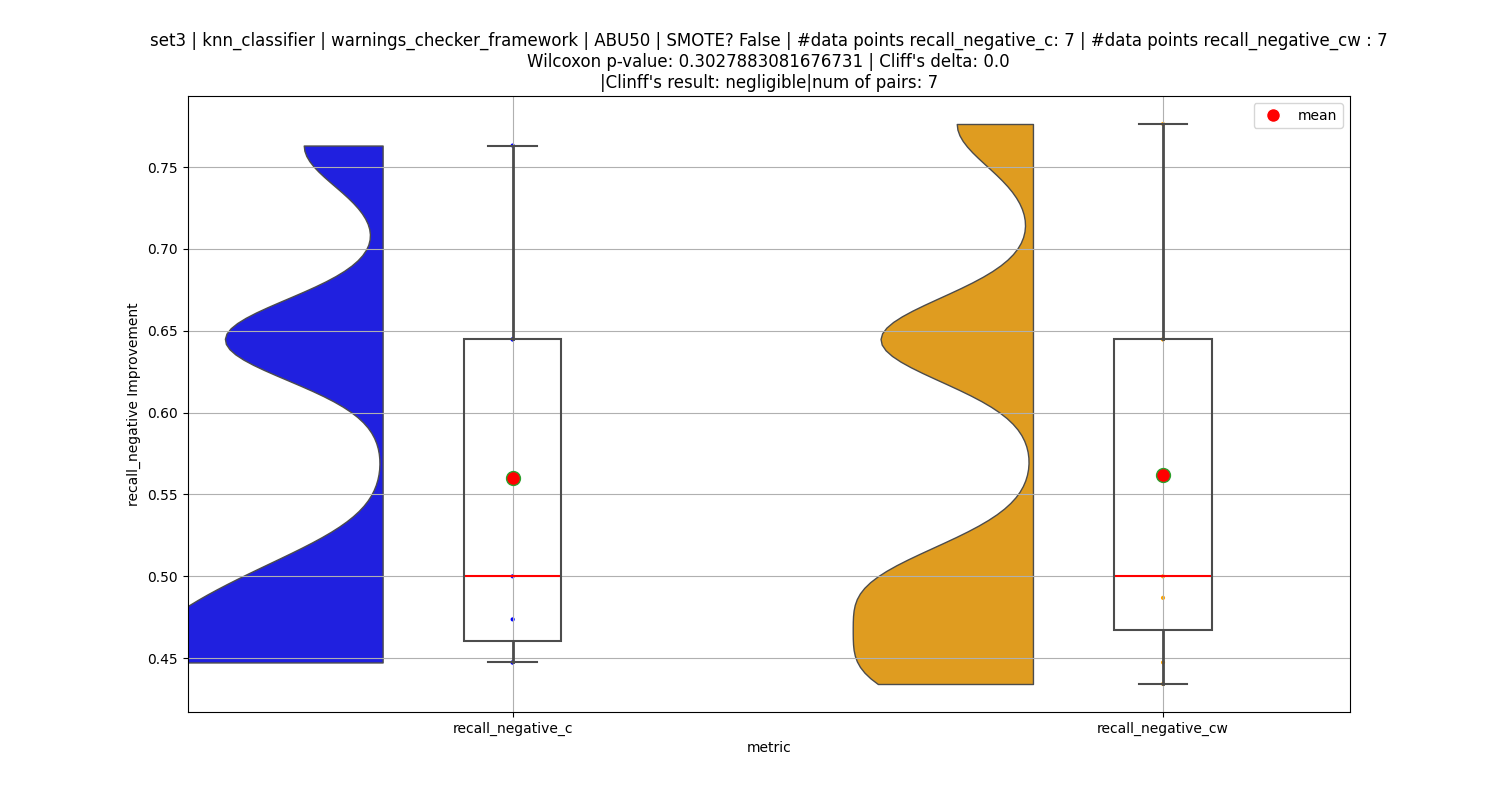 set3 | knn_classifier | warnings_checker_framework | ABU50 | SMOTE? False | #data points recall_negative_c: 7 | #data points recall_negative_cw : 7
Wilcoxon p-value: 0.3027883081676731 | Cliff's delta: 0.0
|Clinff's result: negligible|num of pairs: 7
mean
0.75
0.70
0.65
0.60
0.55
0.50
0.45
recall_negative Improvement
recall_negative_c
recall_negative_cw
metric